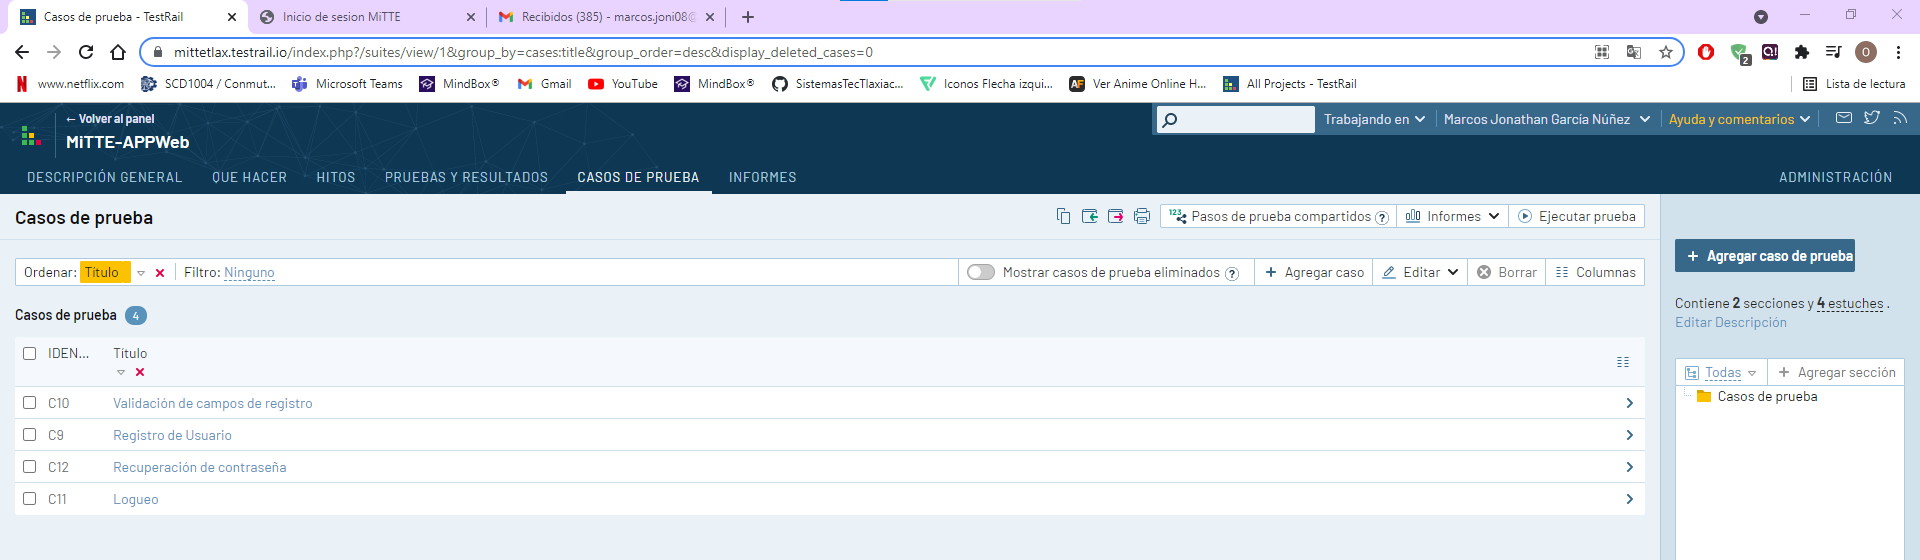 Casos de prueba - TestRail
Inicio de sesion MiTTE
Recibidos (385) - marcos.joni08@
mittetlax.testrail.io/index.php?/suites/view/1&group_by=cases:title&group_order=desc&display_deleted_cases=0
2
O
www.netflix.com
SCD1004 / Conmut...
Microsoft Teams
MindBox®
Gmail
YouTube
MindBox®
SistemasTecTlaxiac...
Iconos Flecha izqui...
Ver Anime Online H...
All Projects - TestRail
Lista de lectura
← Volver al panel
MiTTE-APPWeb
Trabajando en
Marcos Jonathan García Núñez
Ayuda y comentarios
DESCRIPCIÓN GENERAL
QUE HACER
HITOS
PRUEBAS Y RESULTADOS
CASOS DE PRUEBA
INFORMES
ADMINISTRACIÓN
Casos de prueba
Pasos de prueba compartidos ?
Informes
Ejecutar prueba
Ordenar: Título
Filtro: Ninguno
Mostrar casos de prueba eliminados ?
+ Agregar caso
Editar
Borrar
Columnas
+ Agregar caso de prueba
Contiene 2 secciones y 4 estuches .
Editar Descripción
Casos de prueba 4
IDEN...
Título
C10 Validación de campos de registro
C9 Registro de Usuario
C12 Recuperación de contraseña
C11 Logueo
Todas
+ Agregar sección
Casos de prueba